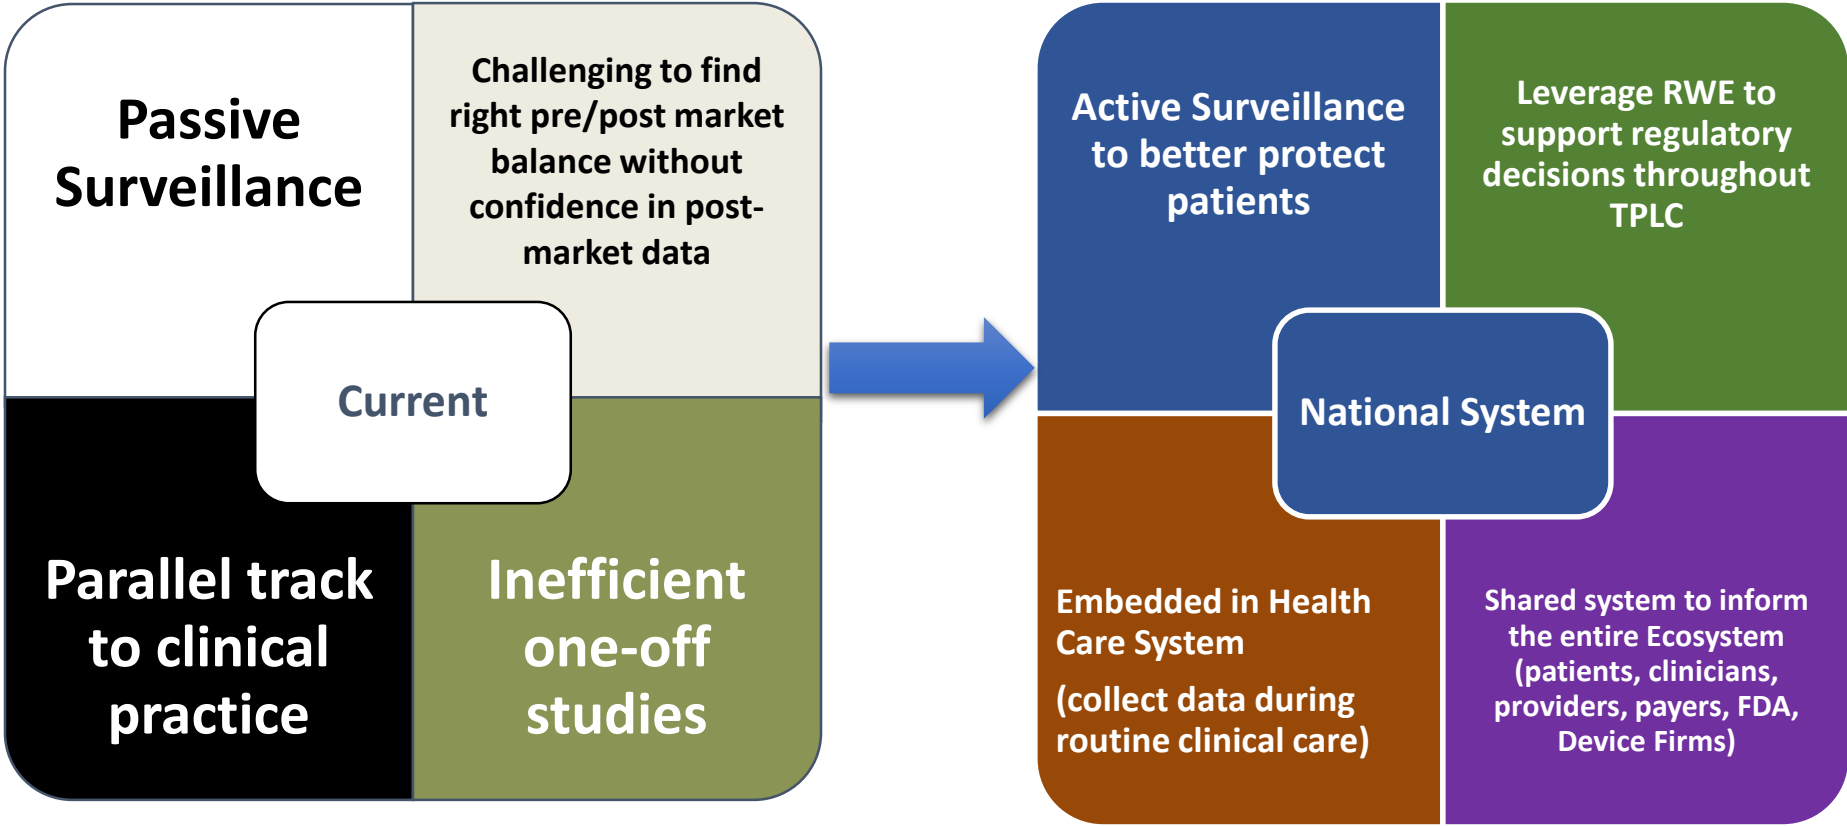 Passive
Surveillance
Challenging to find
right pre/post market
balance without
confidence in post-
market data
Current
Parallel track
to clinical
practice
Inefficient
one-off
studies
Active Surveillance
to better protect
patients
Leverage RWE to
support regulatory
decisions throughout
TPLC
National System
Embedded in Health
Care System
(collect data during
routine clinical care)
Shared system to inform
the entire Ecosystem
(patients, clinicians,
providers, payers, FDA,
Device Firms)